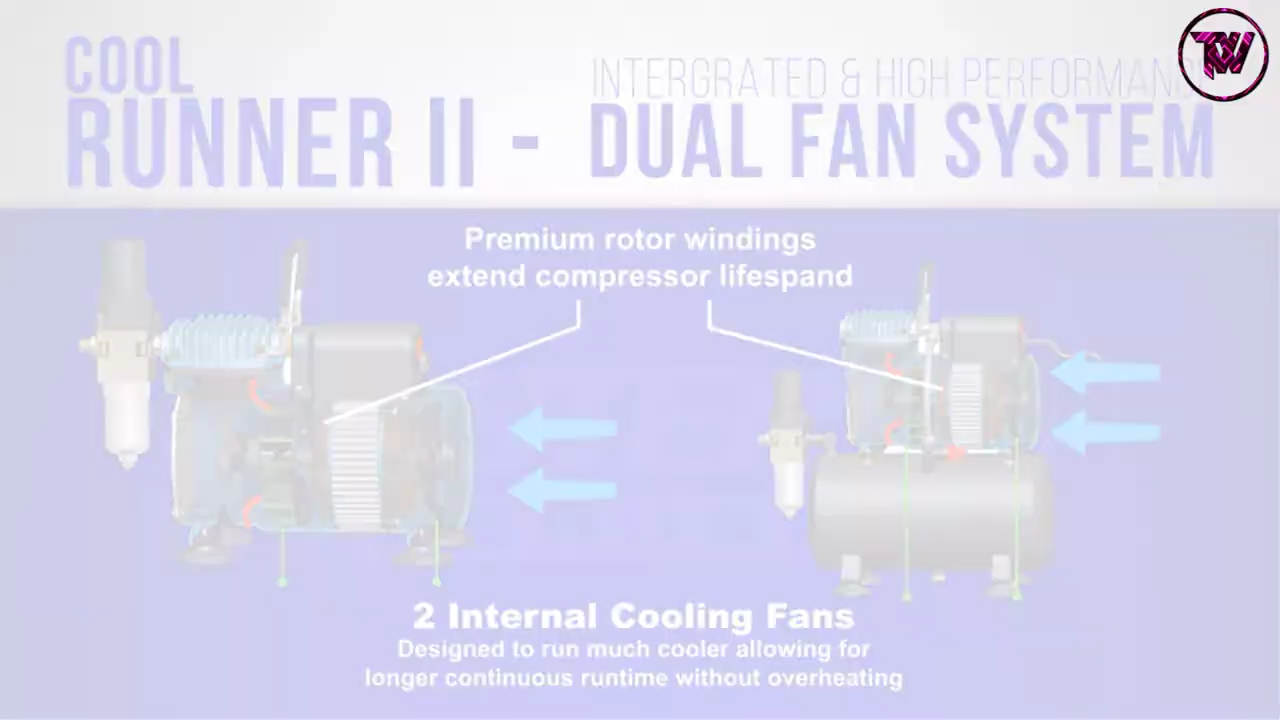 COOL
RUNNER II -
INTERGRATED & HIGH PERFORMAN
DUAL FAN SYSTEM
TW
Premium rotor windings
extend compressor lifespand
2 Internal Cooling Fans
Designed to run much cooler allowing for
longer continuous runtime without overheating